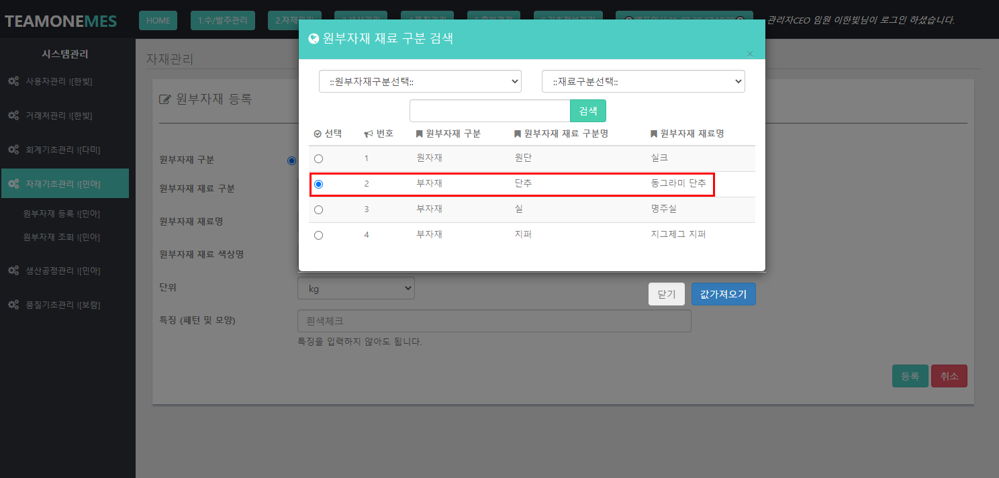 TEAMONEMES
HOME
1.수/발주관리
2.자재관리
관리자CEO 임원 이한빛님이 로그인 하셨습니다.
시스템관리
사용자관리 ![한빛]
거래처관리 ![한빛]
회계기초관리 ![다미]
자재기초관리 ![민아]
원부자재 등록 ![민아]
원부자재 조회 ![민아]
생산공정관리 ![민아]
품질기초관리 ![보람]
자재관리
원부자재 등록
원부자재 구분
원부자재 재료 구분
원부자재 재료명
원부자재 재료 색상명
단위
kg
특징 (패턴 및 모양)
흰색체크
특징을 입력하지 않아도 됩니다.
등록
취소
원부자재 재료 구분 검색
×
::원부자재구분선택::
::재료구분선택::
검색
선택 번호 원부자재 구분 원부자재 재료 구분명 원부자재 재료명
1 원자재 원단 실크
2 부자재 단추 동그라미 단추
3 부자재 실 명주실
4 부자재 지퍼 지그제그 지퍼
닫기
값가져오기